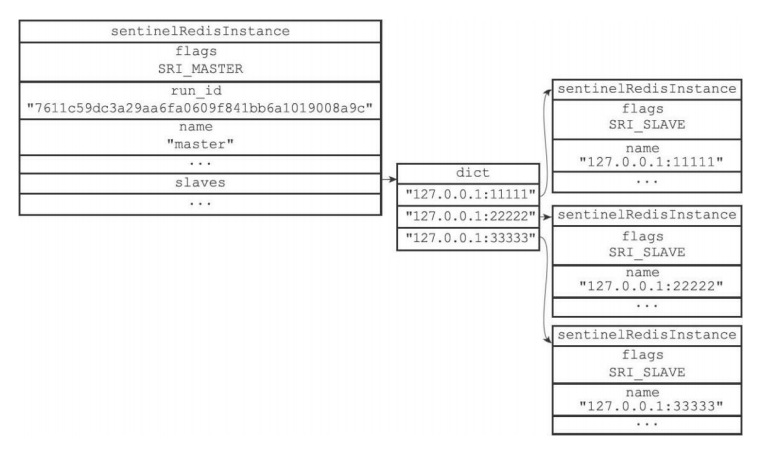 sentinelRedisInstance
flags
SRI_MASTER
run_id
"7611c59dc3a29aa6fa0609f841bb6a1019008a9c"
name
"master"
...
slaves
...
dict
"127.0.0.1:11111"
"127.0.0.1:22222"
"127.0.0.1:33333"
sentinelRedisInstance
flags
SRI_SLAVE
name
"127.0.0.1:11111"
...
sentinelRedisInstance
flags
SRI_SLAVE
name
"127.0.0.1:22222"
...
sentinelRedisInstance
flags
SRI_SLAVE
name
"127.0.0.1:33333"
...